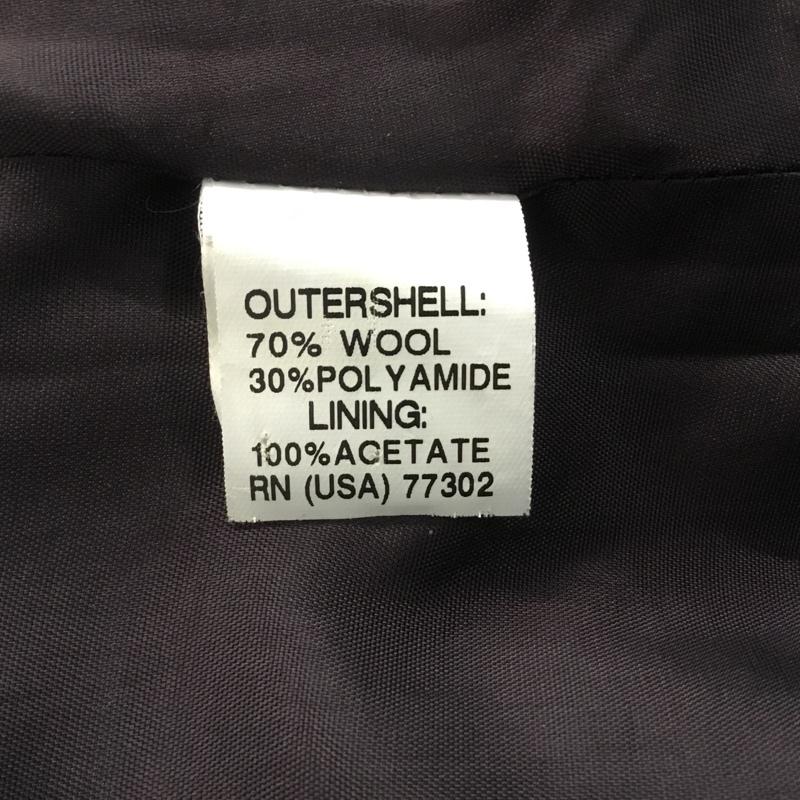 OUTERSHELL:
70% WOOL
30%POLYAMIDE
LINING:
100%ACETATE
RN (USA) 77302